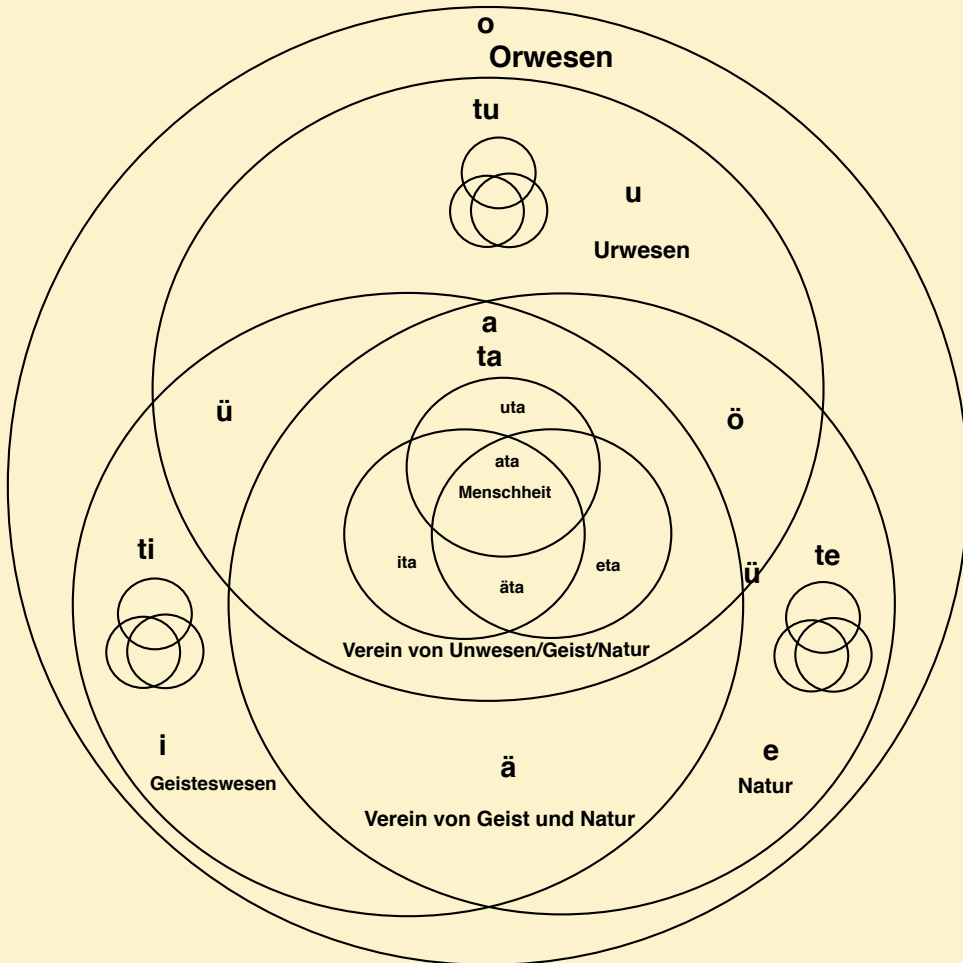 o
Orwesen
tu
u
Urwesen
a
ta
ü
uta
ö
ata
Menschheit
ti
ita
äta
eta
ü
te
Verein von Unwesen/Geist/Natur
i
Geisteswesen
ä
e
Natur
Verein von Geist und Natur